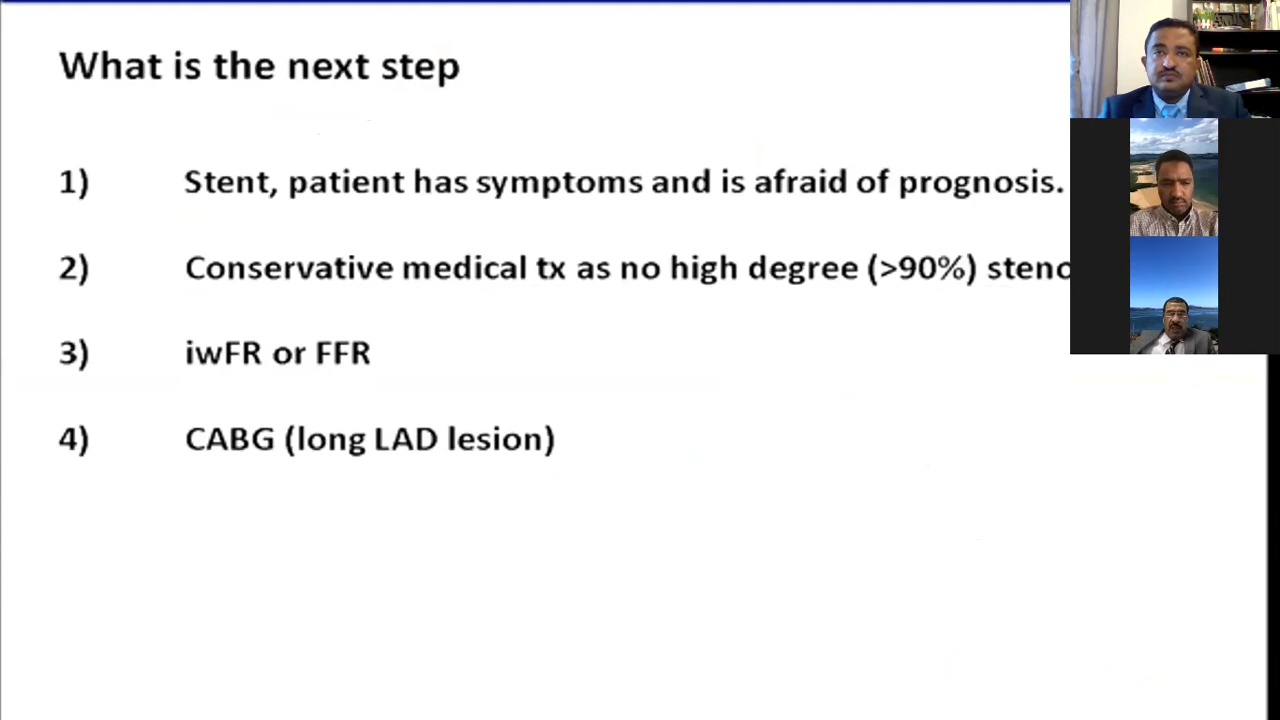 What is the next step
1) Stent, patient has symptoms and is afraid of prognosis.
2) Conservative medical tx as no high degree (>90%)
3) iwFR or FFR
4) CABG (long LAD lesion)